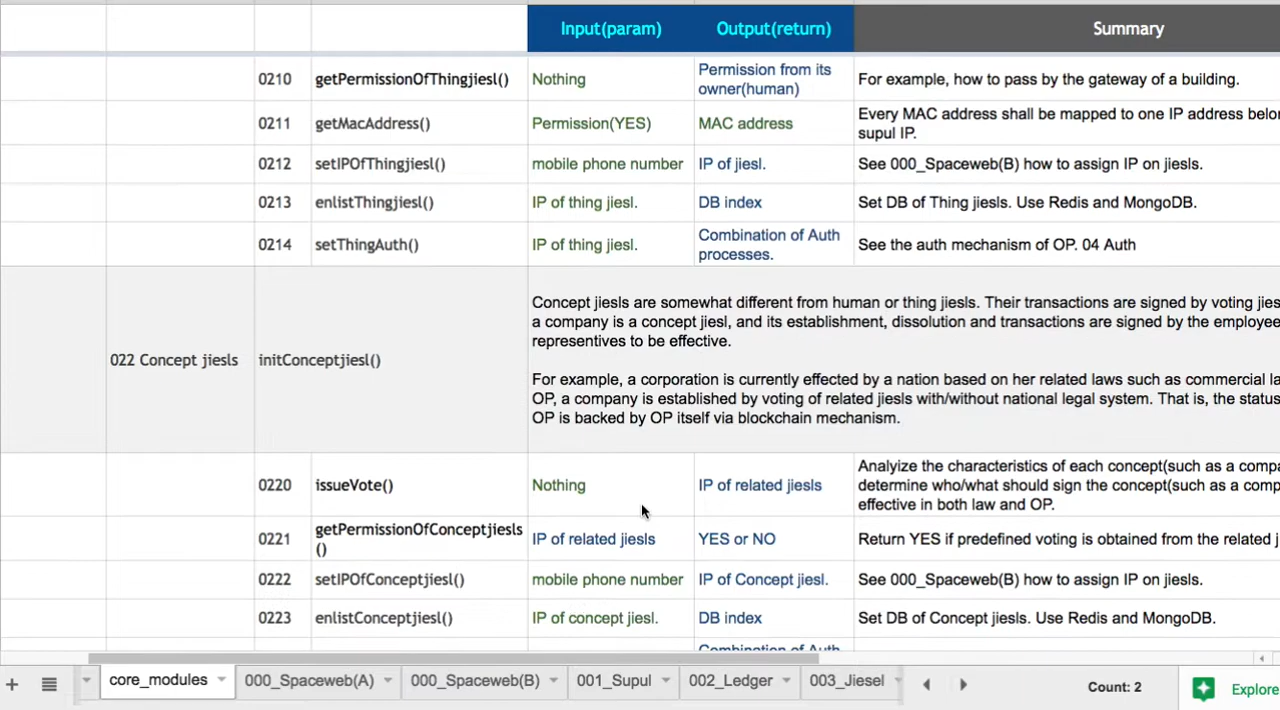 Input(param) Output(return) Summary
0210 getPermissionOfThingjiesl() Nothing Permission from its
owner(human) For example, how to pass by the gateway of a building.
0211 getMacAddress() Permission(YES) MAC address Every MAC address shall be mapped to one IP address
supul IP.
0212 setIPOfThingjiesl() mobile phone number IP of jiesl. See 000_Spaceweb(B) how to assign IP on jiesls.
0213 enlistThingjiesl() IP of thing jiesl. DB index Set DB of Thing jiesls. Use Redis and MongoDB.
0214 setThingAuth() IP of thing jiesl. Combination of Auth
processes. See the auth mechanism of OP. 04 Auth
022 Concept jiesls initConceptjiesl()
Concept jiesls are somewhat different from human or thing jiesls. Their transactions are signed by voting
a company is a concept jiesl, and its establishment, dissolution and transactions are signed by the
representives to be effective.
For example, a corporation is currently effected by a nation based on her related laws such as commercial
OP, a company is established by voting of related jiesls with/without national legal system. That is, the status
OP is backed by OP itself via blockchain mechanism.
0220 issueVote() Nothing IP of related jiesls Analyize the characteristics of each concept(such as a
determine who/what should sign the concept(such as a
effective in both law and OP.
0221 getPermissionOfConceptjiesls
() IP of related jiesls YES or NO Return YES if predefined voting is obtained from the related
0222 setIPOfConceptjiesl() mobile phone number IP of Concept jiesl. See 000_Spaceweb(B) how to assign IP on jiesls.
0223 enlistConceptjiesl() IP of concept jiesl. DB index Set DB of Concept jiesls. Use Redis and MongoDB.
Combination of Auth
core_modules 000_Spaceweb(A) 000_Spaceweb(B) 001_Supul 002_Ledger 003_Jiesel Count: 2 Explore